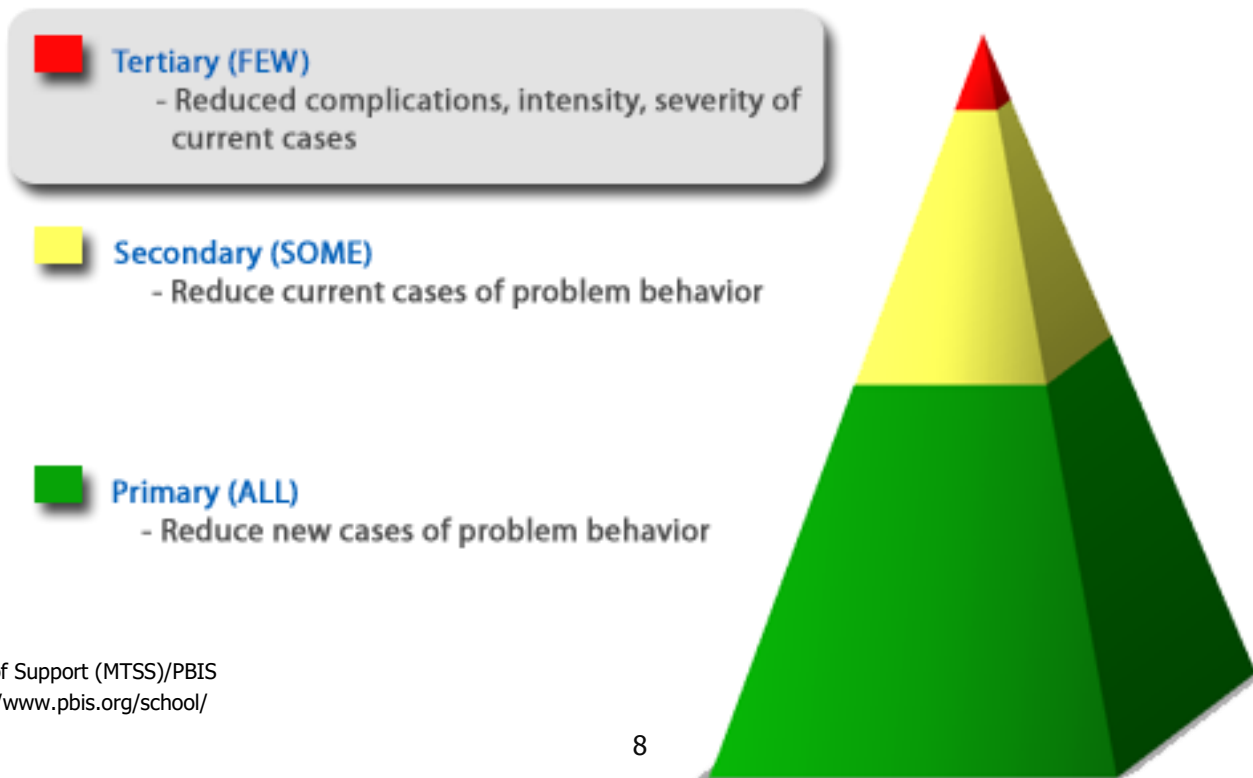 Tertiary (FEW)
- Reduced complications, intensity, severity of
current cases
Secondary (SOME)
- Reduce current cases of problem behavior
Primary (ALL)
- Reduce new cases of problem behavior
of Support (MTSS)/PBIS
/www.pbis.org/school/
8